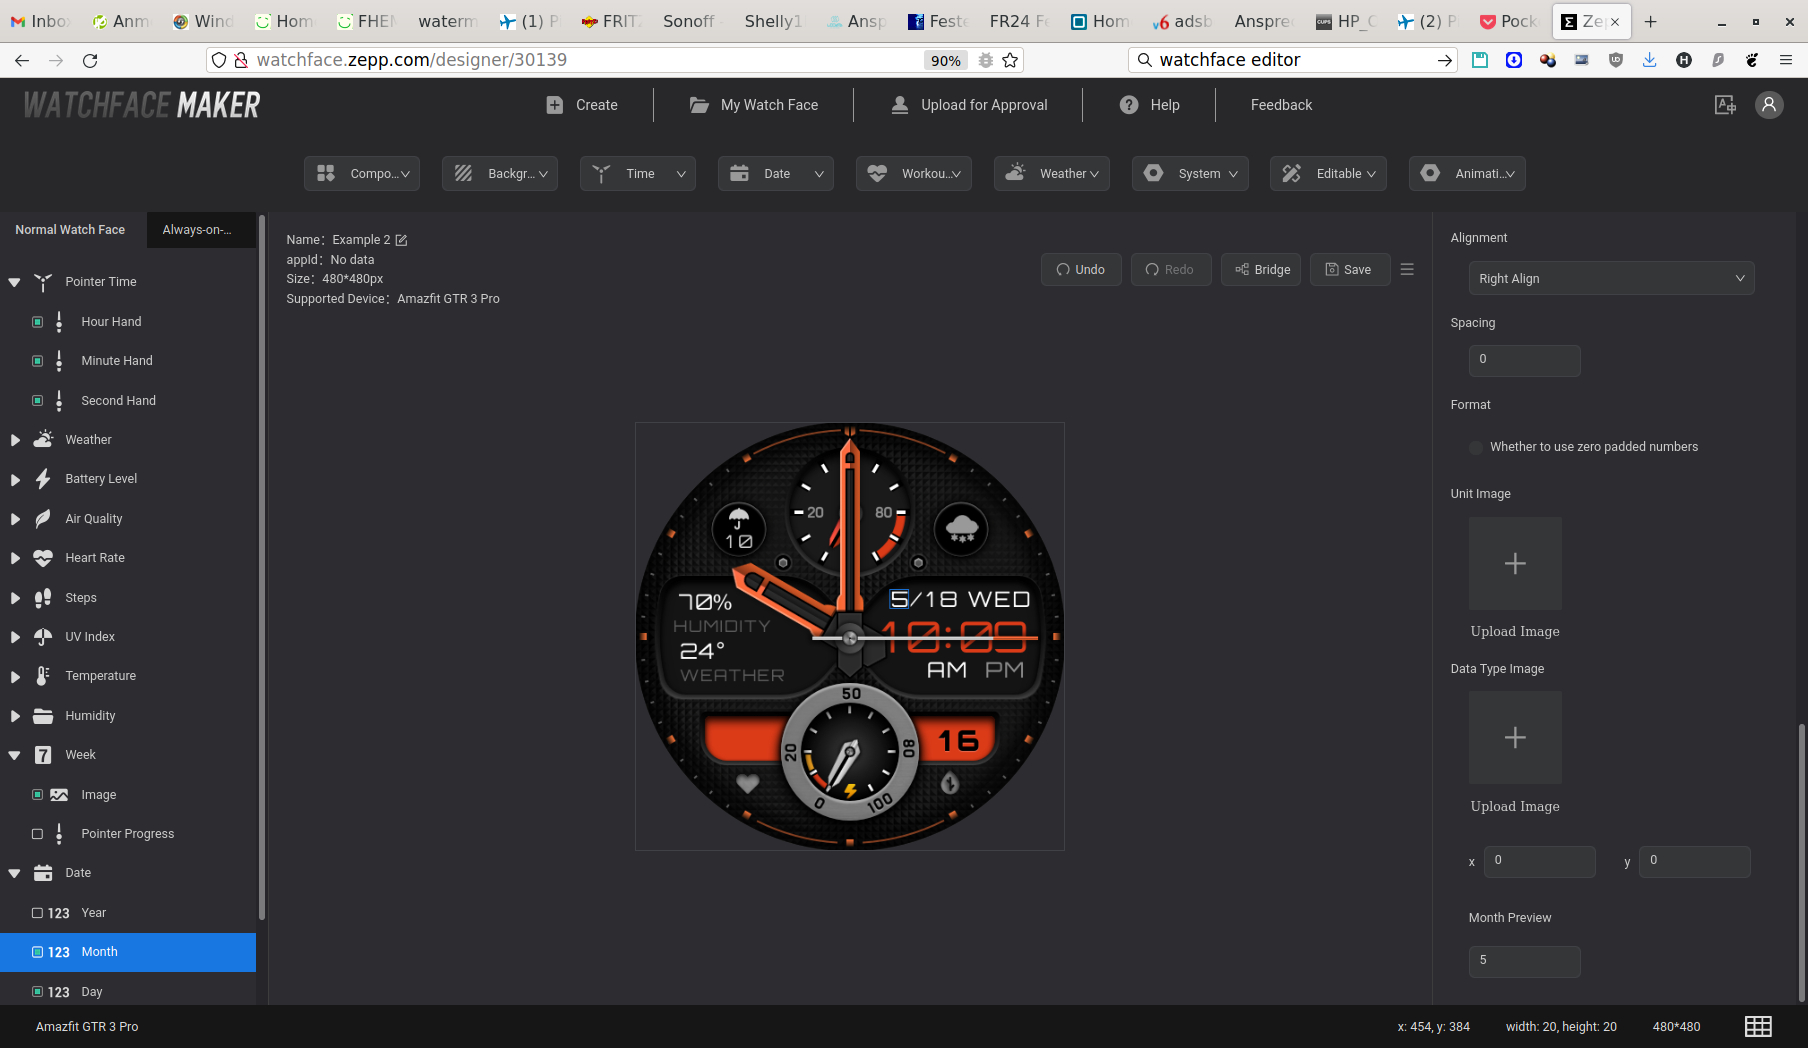 Inbo
Anm
Wind
Hom
FHEM
waterm
(1) P
FRITZ
Sonoff
Shelly1
Ansp
Feste
FR24 Fe
Hom
adsb
Ansprec
HP_C
(2) P
Pock
Zep
watchface.zepp.com/designer/30139
90%
watchface editor
WATCHFACE MAKER
Create
My Watch Face
Upload for Approval
Help
Feedback
Compo...
Backgr...
Time
Date
Workou...
Weather
System
Editable
Animati...
Normal Watch Face
Always-on-...
Pointer Time
Hour Hand
Minute Hand
Second Hand
Weather
Battery Level
Air Quality
Heart Rate
Steps
UV Index
Temperature
Humidity
7 Week
Image
Pointer Progress
Date
123 Year
123 Month
123 Day
Name: Example 2
appId: No data
Size: 480*480px
Supported Device: Amazfit GTR 3 Pro
Undo
Redo
Bridge
Save
20
80
10
70%
HUMIDITY
24°
WEATHER
5/18 WED
10:09
AM PM
50
20
80
16
0
100
Alignment
Right Align
Spacing
0
Format
Whether to use zero padded numbers
Unit Image
Upload Image
Data Type Image
Upload Image
x 0
y 0
Month Preview
5
Amazfit GTR 3 Pro
x: 454, y: 384
width: 20, height: 20
480*480